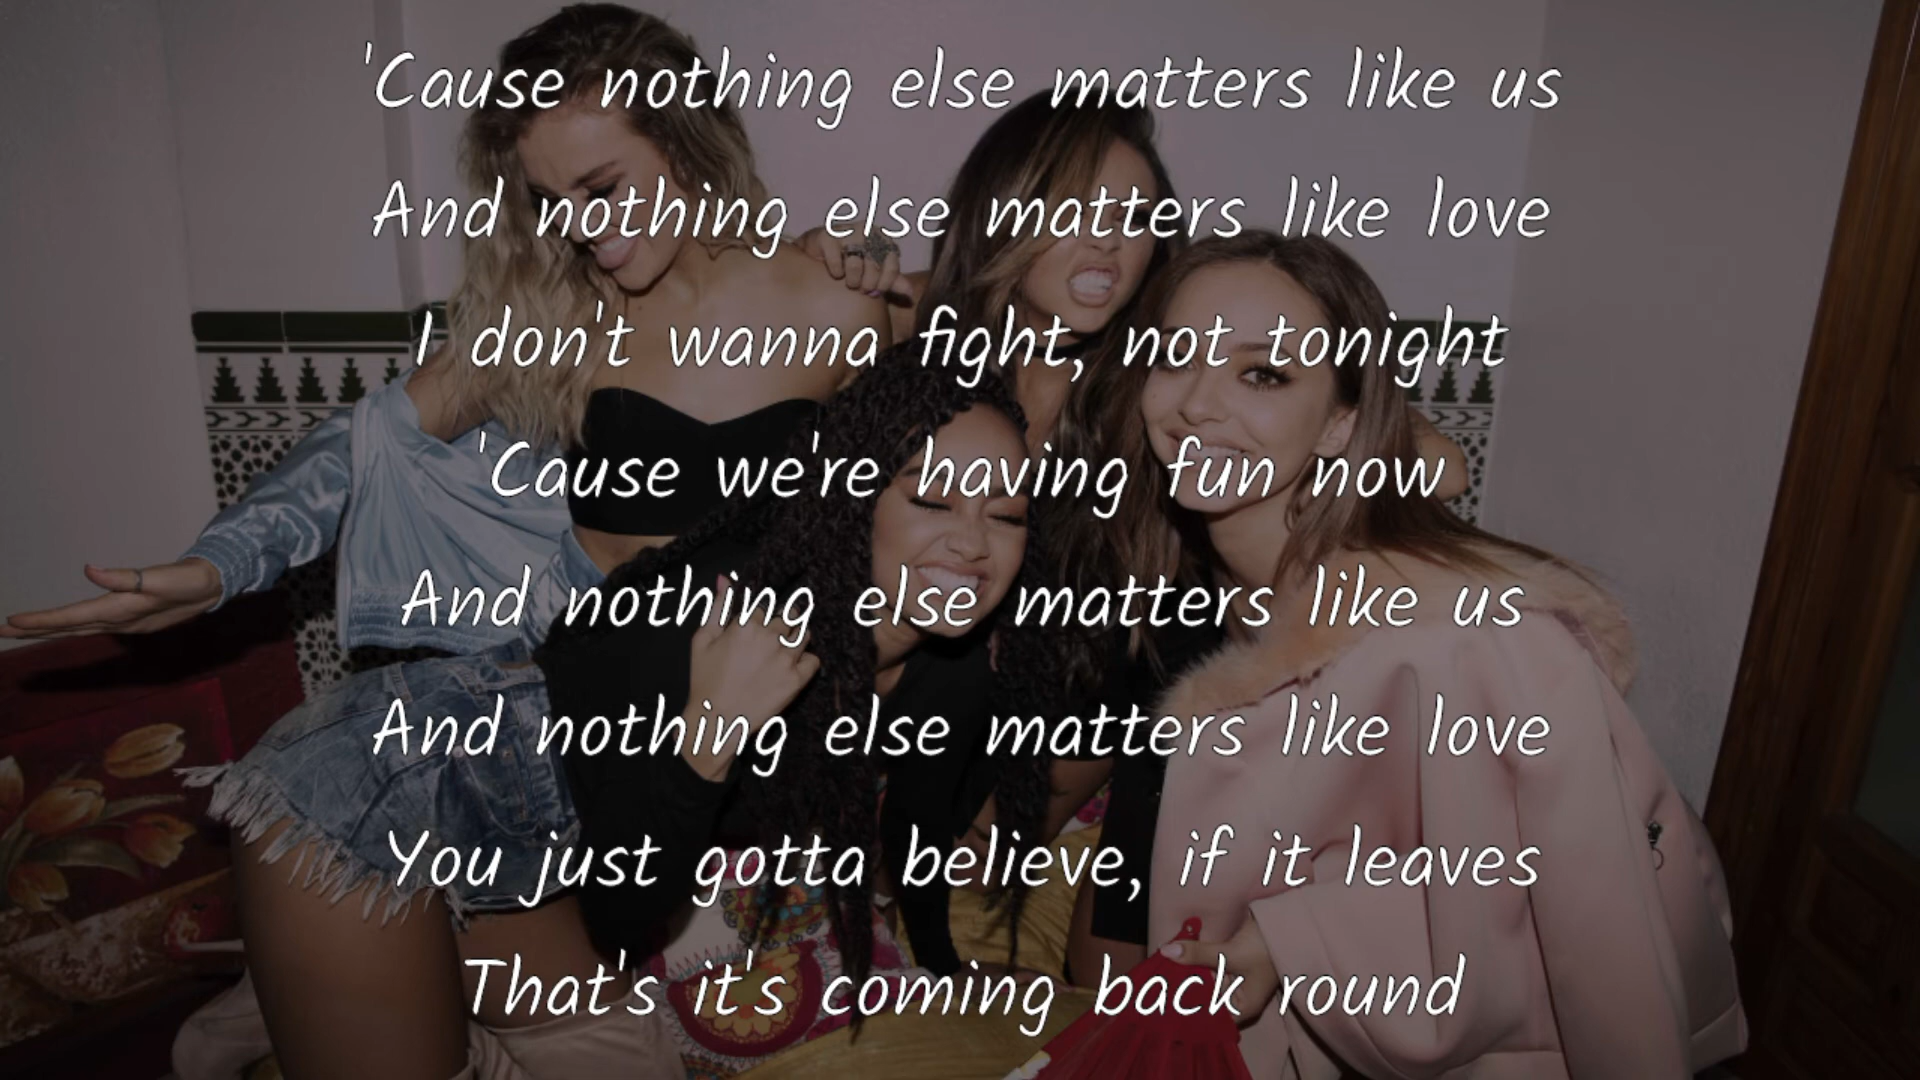 'Cause nothing else matters like us
And nothing else matters like love
I don't wanna fight, not tonight
'Cause we're having fun now
And nothing else matters like us
And nothing else matters like love
You just gotta believe, if it leaves
That's it's coming back round